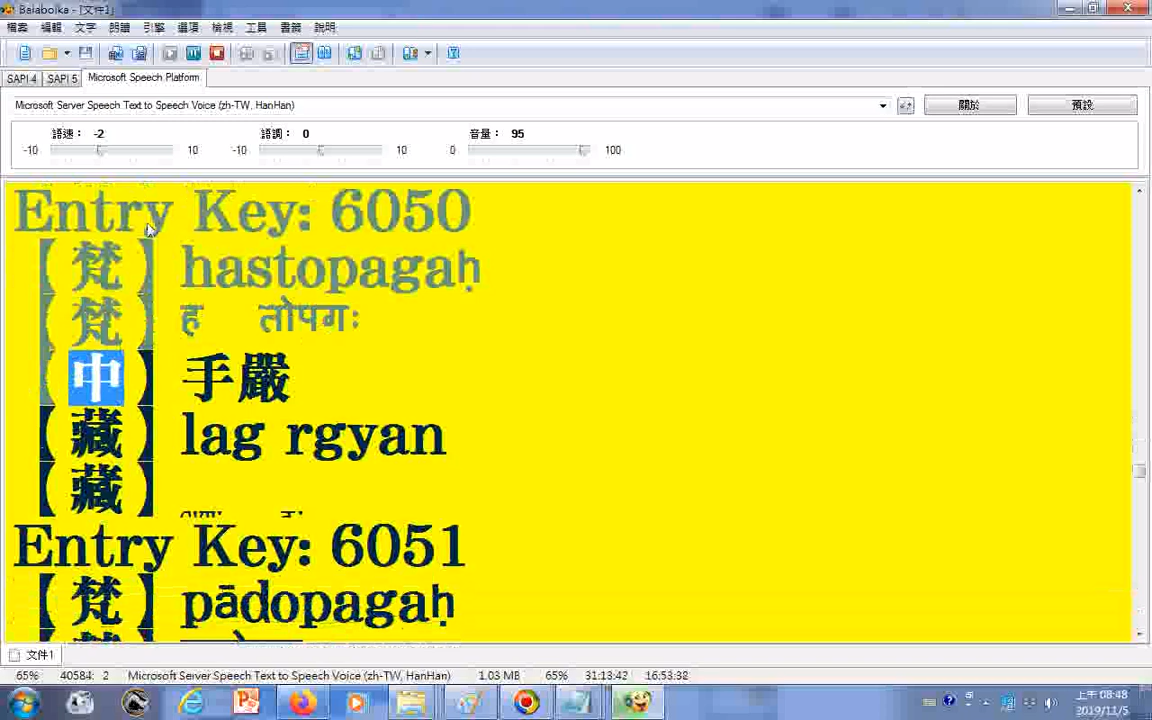 Balabolka - [文件1]
檔案 編輯 文字 朗讀 引擎 選項 檢視 工具 書籤 說明
SAPI 4 SAPI 5 Microsoft Speech Platform
Microsoft Server Speech Text to Speech Voice (zh-TW, HanHan) 關於 預設
語速： -2 語調： 0 音量： 95
-10 10 -10 10 0 100
Entry Key: 6050
【梵】 hastopagaḥ
【梵】 ह तोपगः
【中】 手嚴
【藏】 lag rgyan
【藏】
Entry Key: 6051
【梵】 pādopagaḥ
文件1
65% 40584: 2 Microsoft Server Speech Text to Speech Voice (zh-TW, HanHan) 1.03 MB 65% 31:13:42 16:53:38
上午 08:48
2019/11/5